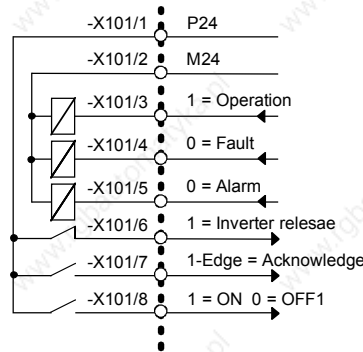 -X101/1 P24
-X101/2 M24
-X101/3 1 = Operation
-X101/4 0 = Fault
-X101/5 0 = Alarm
-X101/6 1 = Inverter relesae
-X101/7 1-Edge = Acknowledge
-X101/8 1 = ON 0 = OFF1